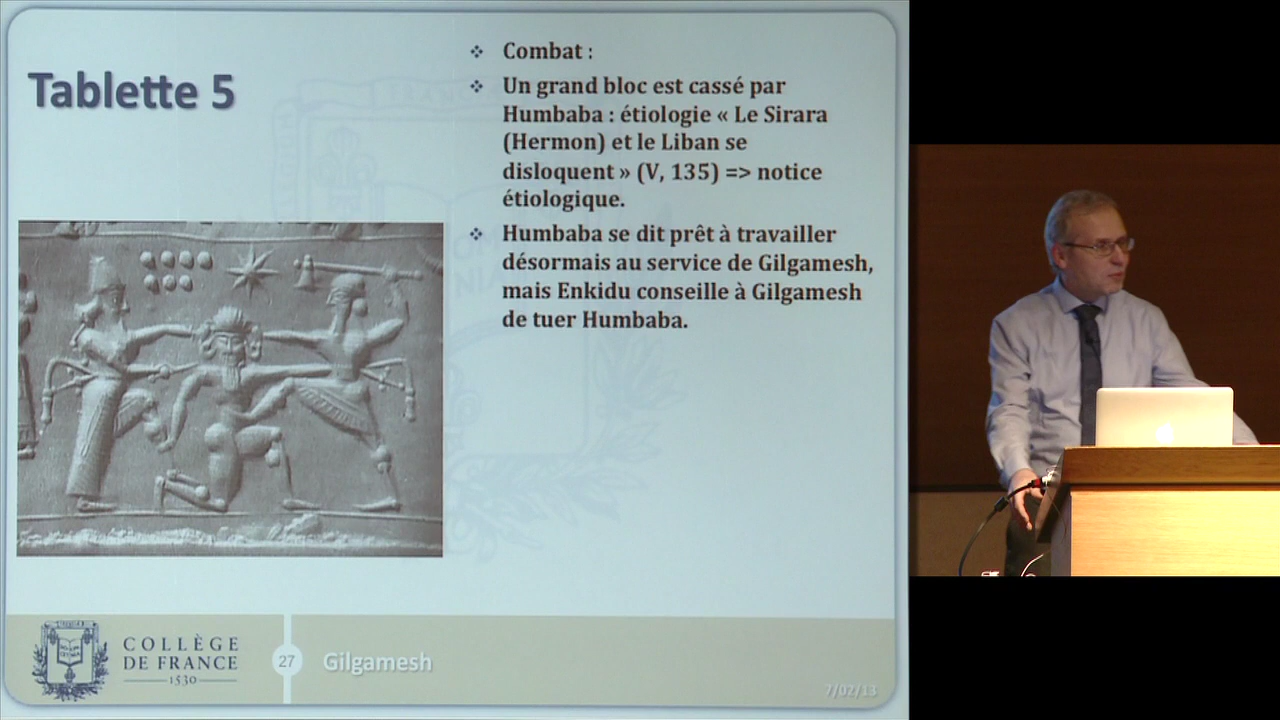 Tablette 5
Combat :
Un grand bloc est cassé par
Humbaba : étiologie « Le Sirara
(Hermon) et le Liban se
disloquent » (V, 135) => notice
étiologique.
Humbaba se dit prêt à travailler
désormais au service de Gilgamesh,
mais Enkidu conseille à Gilgamesh
de tuer Humbaba.
COLLÈGE
DE FRANCE
1530
27
Gilgamesh
7/02/13